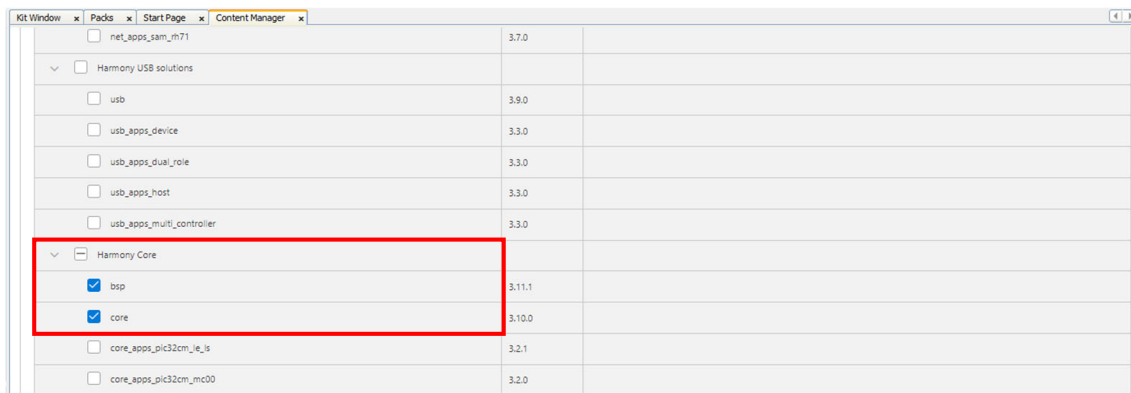 Kit Window x Packs x Start Page x Content Manager x
net_apps_sam_rh71 3.7.0
Harmony USB solutions
usb 3.9.0
usb_apps_device 3.3.0
usb_apps_dual_role 3.3.0
usb_apps_host 3.3.0
usb_apps_multi_controller 3.3.0
Harmony Core
bsp 3.11.1
core 3.10.0
core_apps_pic32cm_le_ls 3.2.1
core_apps_pic32cm_mc00 3.2.0